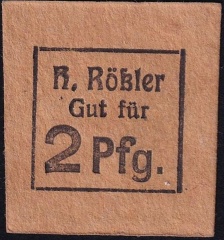 R. Rößler
Gut für
2 Pfg.